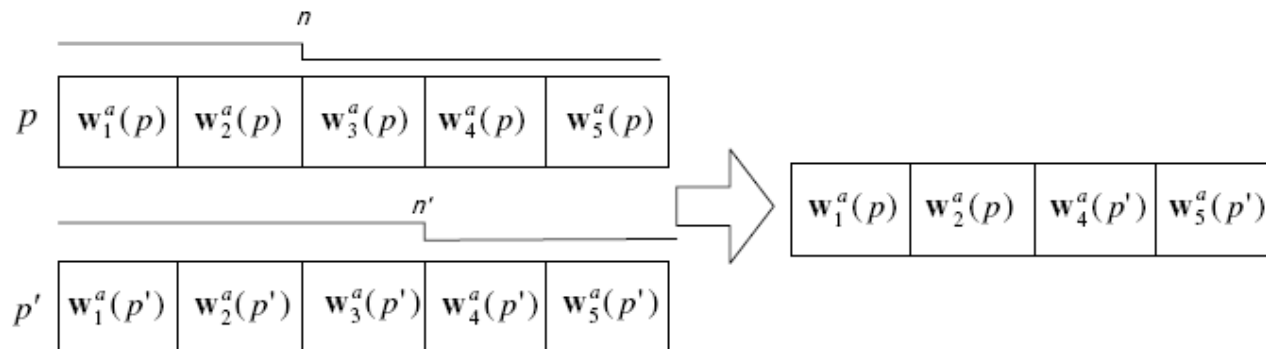 n
p w₁ᵃ(p) w₂ᵃ(p) w₃ᵃ(p) w₄ᵃ(p) w₅ᵃ(p)
w₁ᵃ(p) w₂ᵃ(p) w₄ᵃ(p') w₅ᵃ(p')
n'
p' w₁ᵃ(p') w₂ᵃ(p') w₃ᵃ(p') w₄ᵃ(p') w₅ᵃ(p')